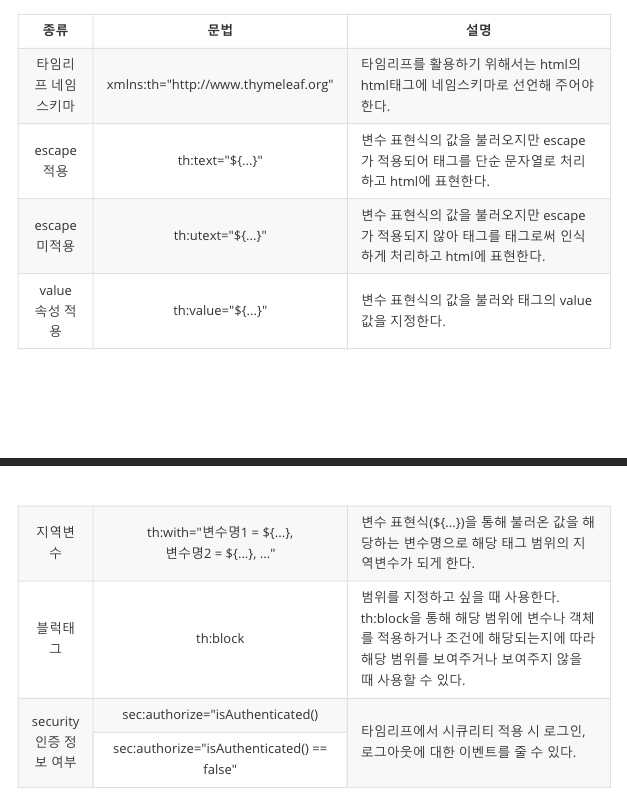 종류
문법
설명
타임리
프 네임
스키마
xmlns:th="http://www.thymeleaf.org"
타임리프를 활용하기 위해서는 html의
html태그에 네임스키마로 선언해 주어야
한다.
escape
적용
th:text="${...}"
변수 표현식의 값을 불러오지만 escape
가 적용되어 태그를 단순 문자열로 처리
하고 html에 표현한다.
escape
미적용
th:utext="${...}"
변수 표현식의 값을 불러오지만 escape
가 적용되지 않아 태그를 태그로써 인식
하게 처리하고 html에 표현한다.
value
속성 적
용
th:value="${...}"
변수 표현식의 값을 불러와 태그의 value
값을 지정한다.
지역변
수
th:with="변수명1 = ${...},
변수명2 = ${...}, ..."
변수 표현식(${...})을 통해 불러온 값을 해
당하는 변수명으로 해당 태그 범위의 지
역변수가 되게 한다.
블럭태
그
th:block
범위를 지정하고 싶을 때 사용한다.
th:block을 통해 해당 범위에 변수나 객체
를 적용하거나 조건에 해당되는지에 따라
해당 범위를 보여주거나 보여주지 않을
때 사용할 수 있다.
security
인증 정
보 여부
sec:authorize="isAuthenticated()
sec:authorize="isAuthenticated() ==
false"
타임리프에서 시큐리티 적용 시 로그인,
로그아웃에 대한 이벤트를 줄 수 있다.